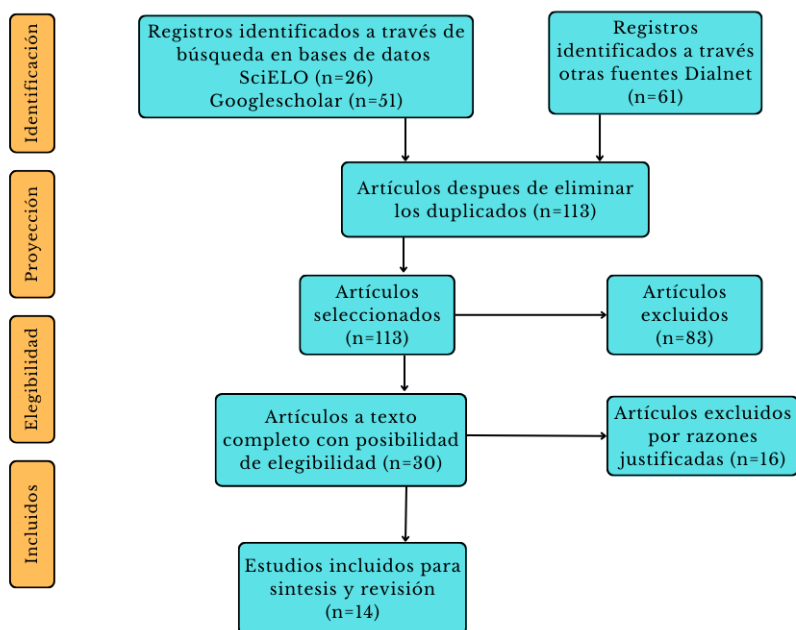 Identificación
Registros identificados a través de
búsqueda en bases de datos
SciELO (n=26)
Googlescholar (n=51)
Registros
identificados a través
otras fuentes Dialnet
(n=61)
Proyección
Artículos despues de eliminar
los duplicados (n=113)
Artículos
seleccionados
(n=113)
Artículos
excluidos
(n=83)
Elegibilidad
Artículos a texto
completo con posibilidad
de elegibilidad (n=30)
Artículos excluidos
por razones
justificadas (n=16)
Incluidos
Estudios incluidos para
sintesis y revisión
(n=14)